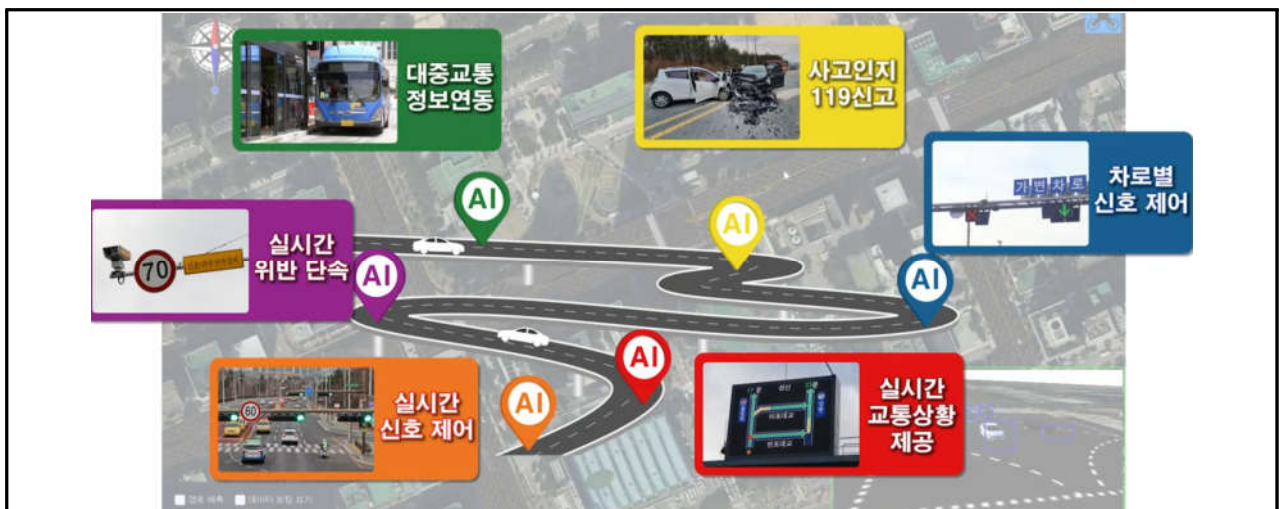 대중교통
정보연동
사고인지
119신고
차로별
신호 제어
가변차로
실시간
위반 단속
70
AI
AI
AI
AI
AI
AI
실시간
신호 제어
60
실시간
교통상황
제공